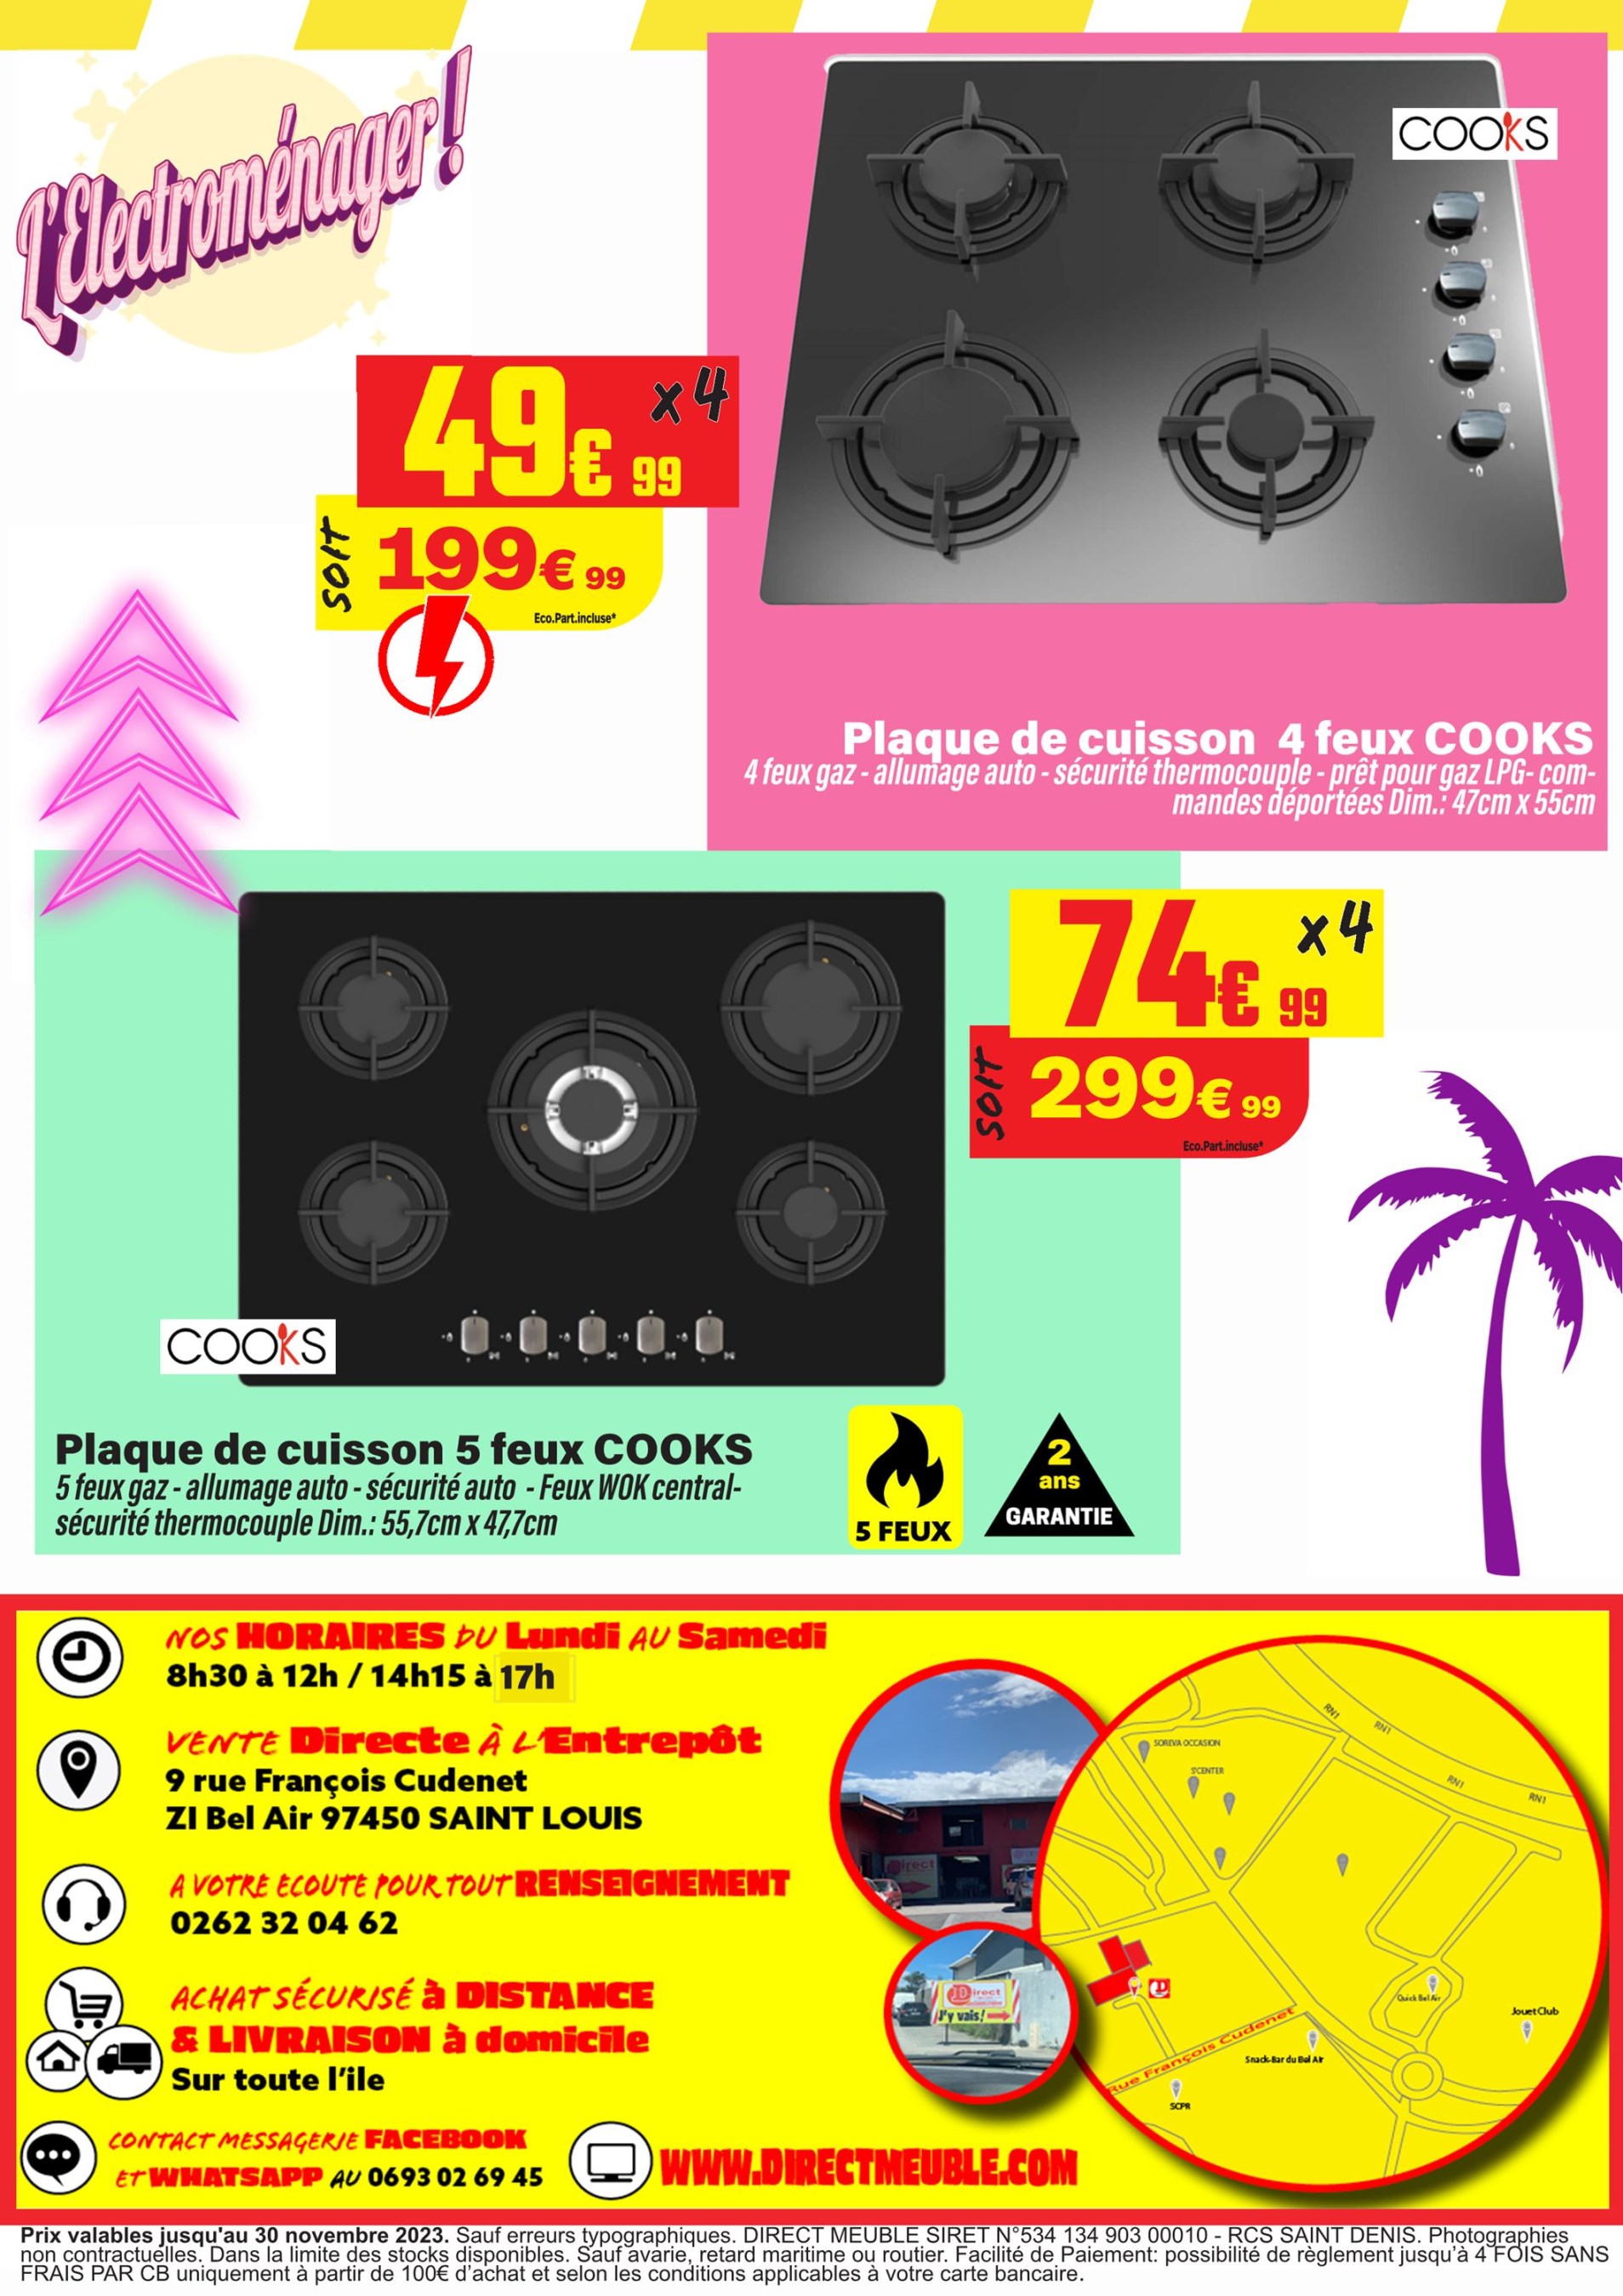 L'Electroménager !
COOKS
49€99 x4
SOIT 199€99
Eco.Part.incluse*
Plaque de cuisson 4 feux COOKS
4 feux gaz - allumage auto - sécurité thermocouple - prêt pour gaz LPG- com-
mandes déportées Dim.: 47cm x 55cm
74€99 x4
SOIT 299€99
Eco.Part.incluse*
COOKS
Plaque de cuisson 5 feux COOKS
5 feux gaz - allumage auto - sécurité auto - Feux WOK central-
sécurité thermocouple Dim.: 55,7cm x 47,7cm
5 FEUX
2
ans
GARANTIE
NOS HORAIRES DU Lundi AU Samedi
8h30 à 12h / 14h15 à 17h
VENTE Directe À L'Entrepôt
9 rue François Cudenet
ZI Bel Air 97450 SAINT LOUIS
A VOTRE ECOUTE POUR TOUT RENSEIGNEMENT
0262 32 04 62
ACHAT SÉCURISÉ à DISTANCE
& LIVRAISON à domicile
Sur toute l'ile
CONTACT MESSAGERIE FACEBOOK
ET WHATSAPP AU 0693 02 69 45
WWW.DIRECTMEUBLE.COM
Direct
Direct
J'y vais!
RN1
RN1
RN1
RN1
SOREVA OCCASION
S'CENTER
Quick Bel Air
JouetClub
Rue François Cudenet
Snack-Bar du Bel Air
SCPR
Prix valables jusqu'au 30 novembre 2023. Sauf erreurs typographiques. DIRECT MEUBLE SIRET N°534 134 903 00010 - RCS SAINT DENIS. Photographies
non contractuelles. Dans la limite des stocks disponibles. Sauf avarie, retard maritime ou routier. Facilité de Paiement: possibilité de règlement jusqu'à 4 FOIS SANS
FRAIS PAR CB uniquement à partir de 100€ d'achat et selon les conditions applicables à votre carte bancaire.